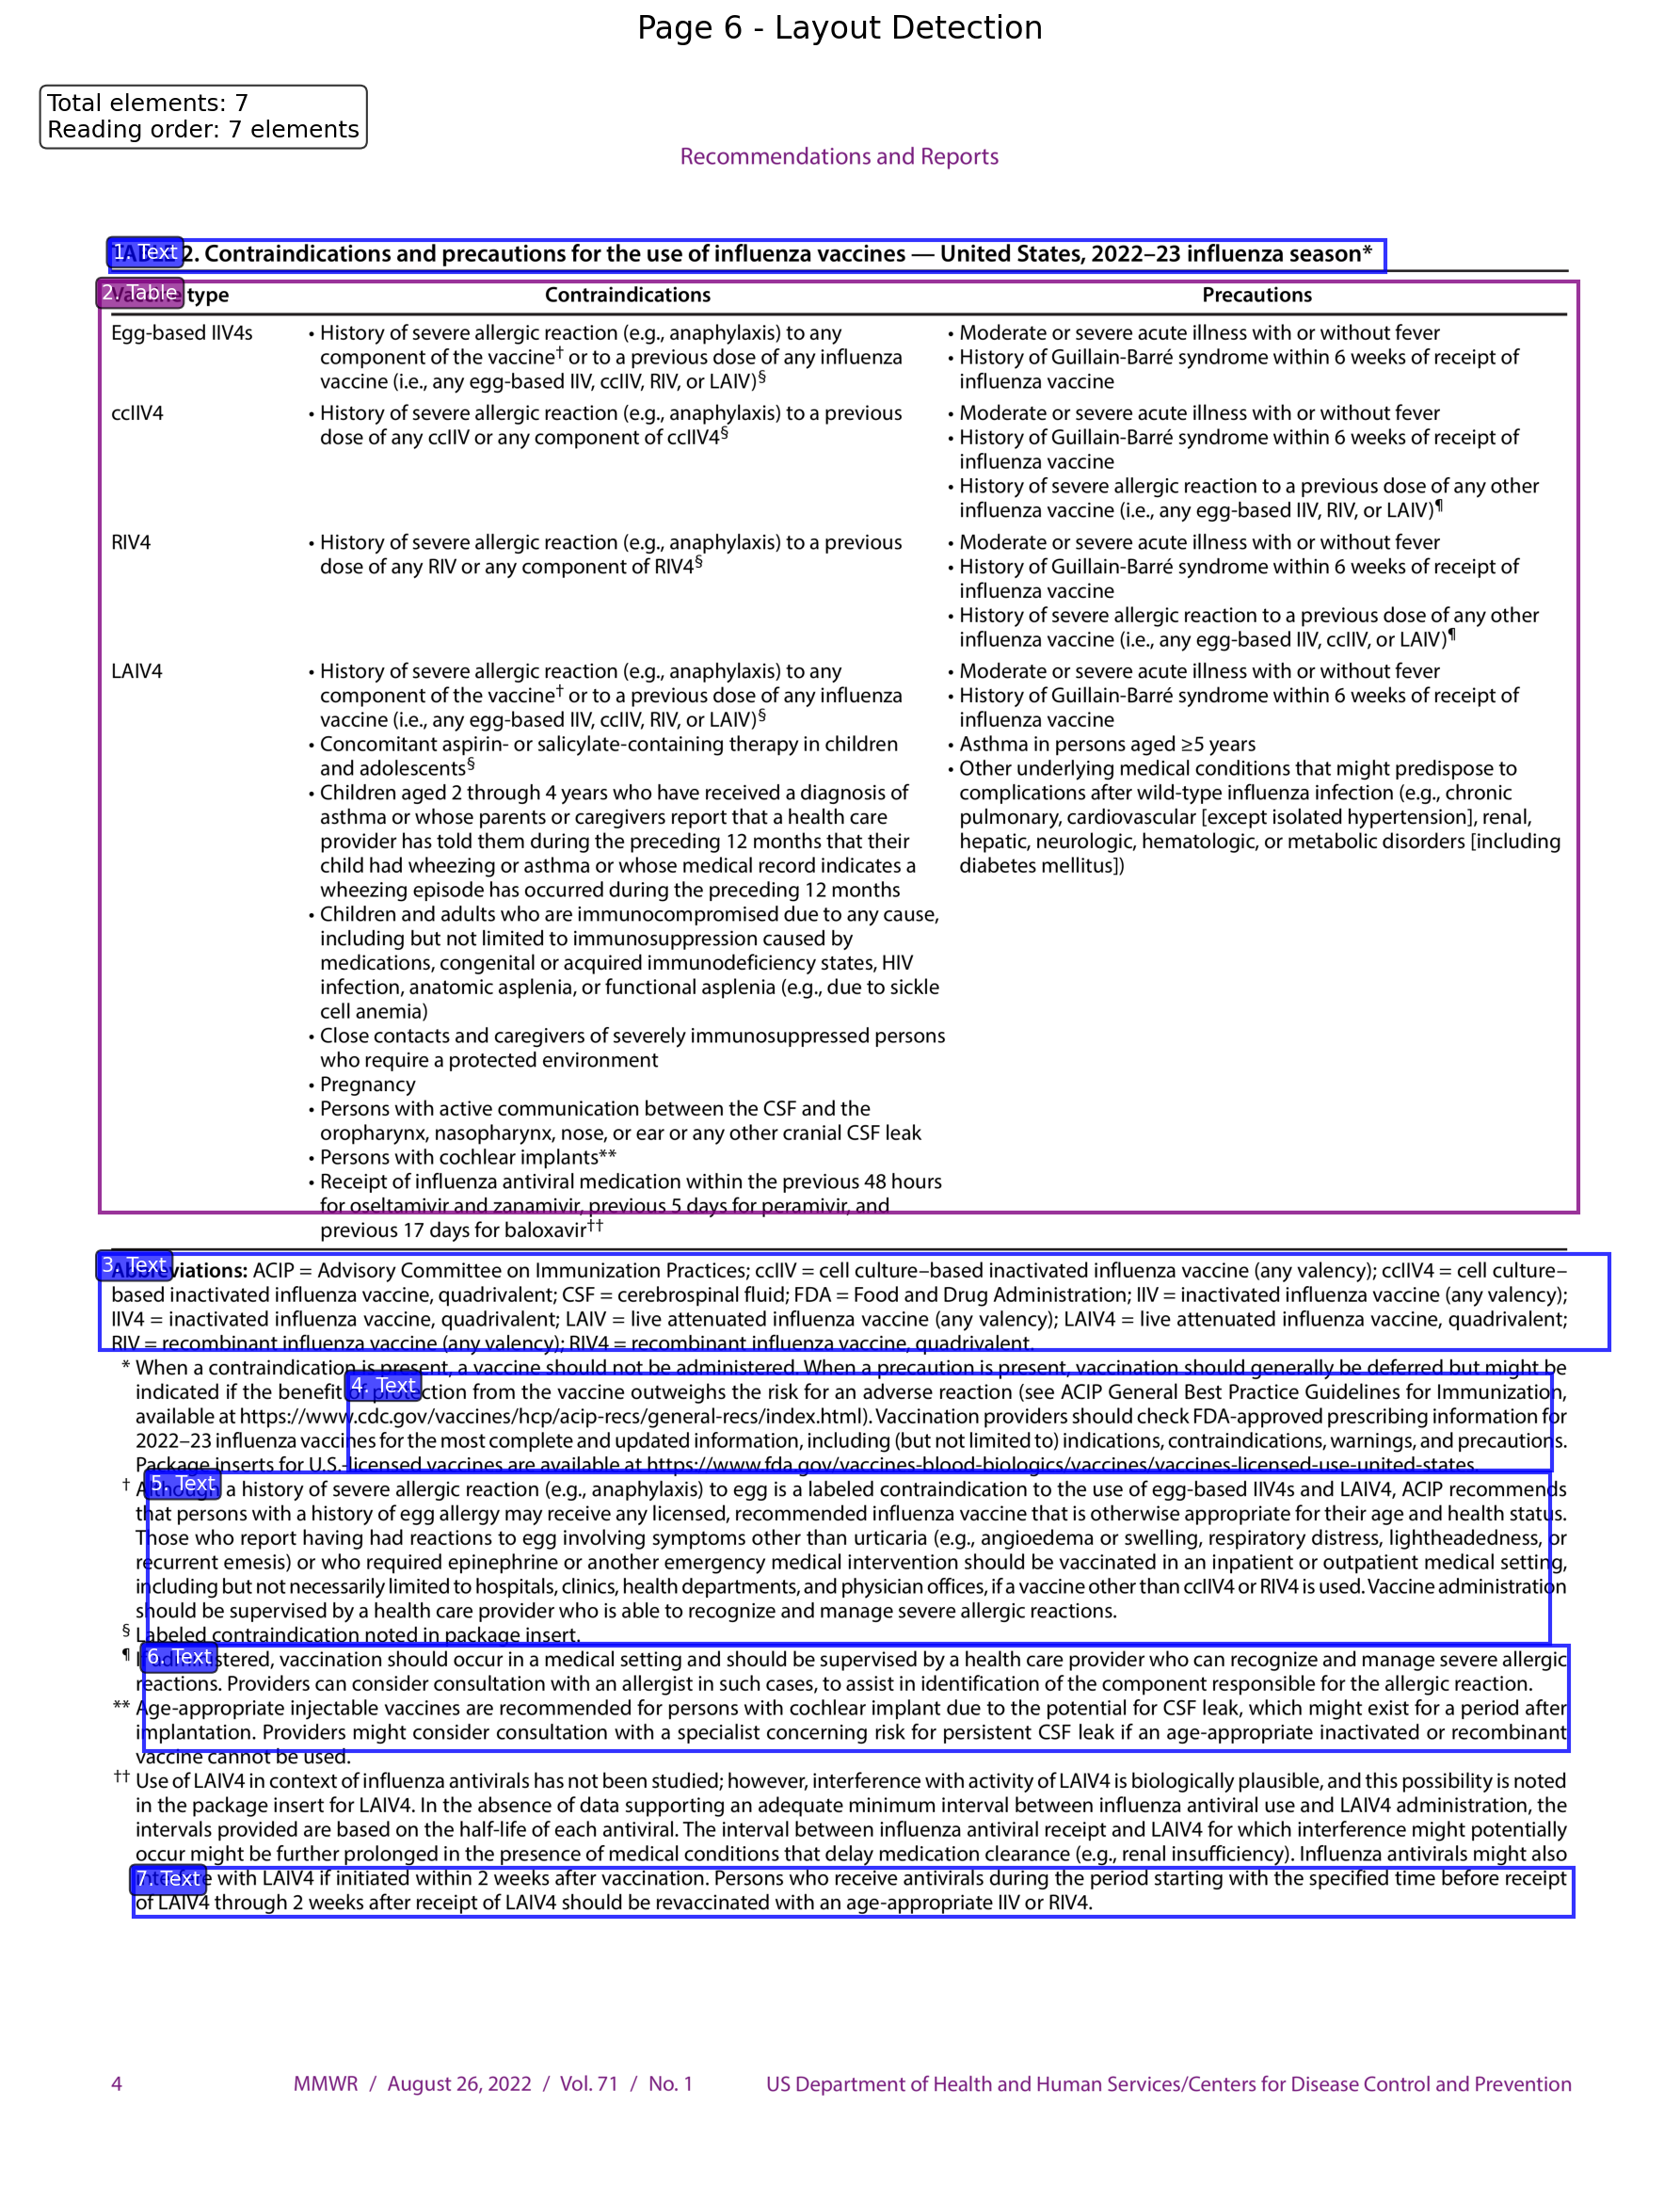 Page 6 - Layout Detection
Total elements: 7
Reading order: 7 elements
Recommendations and Reports
1. Text
2. Contraindications and precautions for the use of influenza vaccines — United States, 2022–23 influenza season*
2. Table
type Contraindications Precautions
Egg-based IIV4s
• History of severe allergic reaction (e.g., anaphylaxis) to any
component of the vaccine† or to a previous dose of any influenza
vaccine (i.e., any egg-based IIV, ccIIV, RIV, or LAIV)§
• Moderate or severe acute illness with or without fever
• History of Guillain-Barré syndrome within 6 weeks of receipt of
influenza vaccine
ccIIV4
• History of severe allergic reaction (e.g., anaphylaxis) to a previous
dose of any ccIIV or any component of ccIIV4§
• Moderate or severe acute illness with or without fever
• History of Guillain-Barré syndrome within 6 weeks of receipt of
influenza vaccine
• History of severe allergic reaction to a previous dose of any other
influenza vaccine (i.e., any egg-based IIV, RIV, or LAIV)¶
RIV4
• History of severe allergic reaction (e.g., anaphylaxis) to a previous
dose of any RIV or any component of RIV4§
• Moderate or severe acute illness with or without fever
• History of Guillain-Barré syndrome within 6 weeks of receipt of
influenza vaccine
• History of severe allergic reaction to a previous dose of any other
influenza vaccine (i.e., any egg-based IIV, ccIIV, or LAIV)¶
LAIV4
• History of severe allergic reaction (e.g., anaphylaxis) to any
component of the vaccine† or to a previous dose of any influenza
vaccine (i.e., any egg-based IIV, ccIIV, RIV, or LAIV)§
• Concomitant aspirin- or salicylate-containing therapy in children
and adolescents§
• Children aged 2 through 4 years who have received a diagnosis of
asthma or whose parents or caregivers report that a health care
provider has told them during the preceding 12 months that their
child had wheezing or asthma or whose medical record indicates a
wheezing episode has occurred during the preceding 12 months
• Children and adults who are immunocompromised due to any cause,
including but not limited to immunosuppression caused by
medications, congenital or acquired immunodeficiency states, HIV
infection, anatomic asplenia, or functional asplenia (e.g., due to sickle
cell anemia)
• Close contacts and caregivers of severely immunosuppressed persons
who require a protected environment
• Pregnancy
• Persons with active communication between the CSF and the
oropharynx, nasopharynx, nose, or ear or any other cranial CSF leak
• Persons with cochlear implants**
• Receipt of influenza antiviral medication within the previous 48 hours
for oseltamivir and zanamivir, previous 5 days for peramivir, and
previous 17 days for baloxavir††
• Moderate or severe acute illness with or without fever
• History of Guillain-Barré syndrome within 6 weeks of receipt of
influenza vaccine
• Asthma in persons aged ≥5 years
• Other underlying medical conditions that might predispose to
complications after wild-type influenza infection (e.g., chronic
pulmonary, cardiovascular [except isolated hypertension], renal,
hepatic, neurologic, hematologic, or metabolic disorders [including
diabetes mellitus])
3. Text
Abbreviations: ACIP = Advisory Committee on Immunization Practices; ccIIV = cell culture–based inactivated influenza vaccine (any valency); ccIIV4 = cell culture–
based inactivated influenza vaccine, quadrivalent; CSF = cerebrospinal fluid; FDA = Food and Drug Administration; IIV = inactivated influenza vaccine (any valency);
IIV4 = inactivated influenza vaccine, quadrivalent; LAIV = live attenuated influenza vaccine (any valency); LAIV4 = live attenuated influenza vaccine, quadrivalent;
RIV = recombinant influenza vaccine (any valency); RIV4 = recombinant influenza vaccine, quadrivalent.
* When a contraindication is present, a vaccine should not be administered. When a precaution is present, vaccination should generally be deferred but might be
4. Text
indicated if the benefit of protection from the vaccine outweighs the risk for an adverse reaction (see ACIP General Best Practice Guidelines for Immunization,
available at https://www.cdc.gov/vaccines/hcp/acip-recs/general-recs/index.html). Vaccination providers should check FDA-approved prescribing information for
2022–23 influenza vaccines for the most complete and updated information, including (but not limited to) indications, contraindications, warnings, and precautions.
Package inserts for U.S.-licensed vaccines are available at https://www.fda.gov/vaccines-blood-biologics/vaccines/vaccines-licensed-use-united-states.
5. Text
† Although a history of severe allergic reaction (e.g., anaphylaxis) to egg is a labeled contraindication to the use of egg-based IIV4s and LAIV4, ACIP recommends
that persons with a history of egg allergy may receive any licensed, recommended influenza vaccine that is otherwise appropriate for their age and health status.
Those who report having had reactions to egg involving symptoms other than urticaria (e.g., angioedema or swelling, respiratory distress, lightheadedness, or
recurrent emesis) or who required epinephrine or another emergency medical intervention should be vaccinated in an inpatient or outpatient medical setting,
including but not necessarily limited to hospitals, clinics, health departments, and physician offices, if a vaccine other than ccIIV4 or RIV4 is used. Vaccine administration
should be supervised by a health care provider who is able to recognize and manage severe allergic reactions.
§ Labeled contraindication noted in package insert.
6. Text
¶ If administered, vaccination should occur in a medical setting and should be supervised by a health care provider who can recognize and manage severe allergic
reactions. Providers can consider consultation with an allergist in such cases, to assist in identification of the component responsible for the allergic reaction.
** Age-appropriate injectable vaccines are recommended for persons with cochlear implant due to the potential for CSF leak, which might exist for a period after
implantation. Providers might consider consultation with a specialist concerning risk for persistent CSF leak if an age-appropriate inactivated or recombinant
vaccine cannot be used.
†† Use of LAIV4 in context of influenza antivirals has not been studied; however, interference with activity of LAIV4 is biologically plausible, and this possibility is noted
in the package insert for LAIV4. In the absence of data supporting an adequate minimum interval between influenza antiviral use and LAIV4 administration, the
intervals provided are based on the half-life of each antiviral. The interval between influenza antiviral receipt and LAIV4 for which interference might potentially
occur might be further prolonged in the presence of medical conditions that delay medication clearance (e.g., renal insufficiency). Influenza antivirals might also
7. Text
interfere with LAIV4 if initiated within 2 weeks after vaccination. Persons who receive antivirals during the period starting with the specified time before receipt
of LAIV4 through 2 weeks after receipt of LAIV4 should be revaccinated with an age-appropriate IIV or RIV4.
4 MMWR / August 26, 2022 / Vol. 71 / No. 1 US Department of Health and Human Services/Centers for Disease Control and Prevention